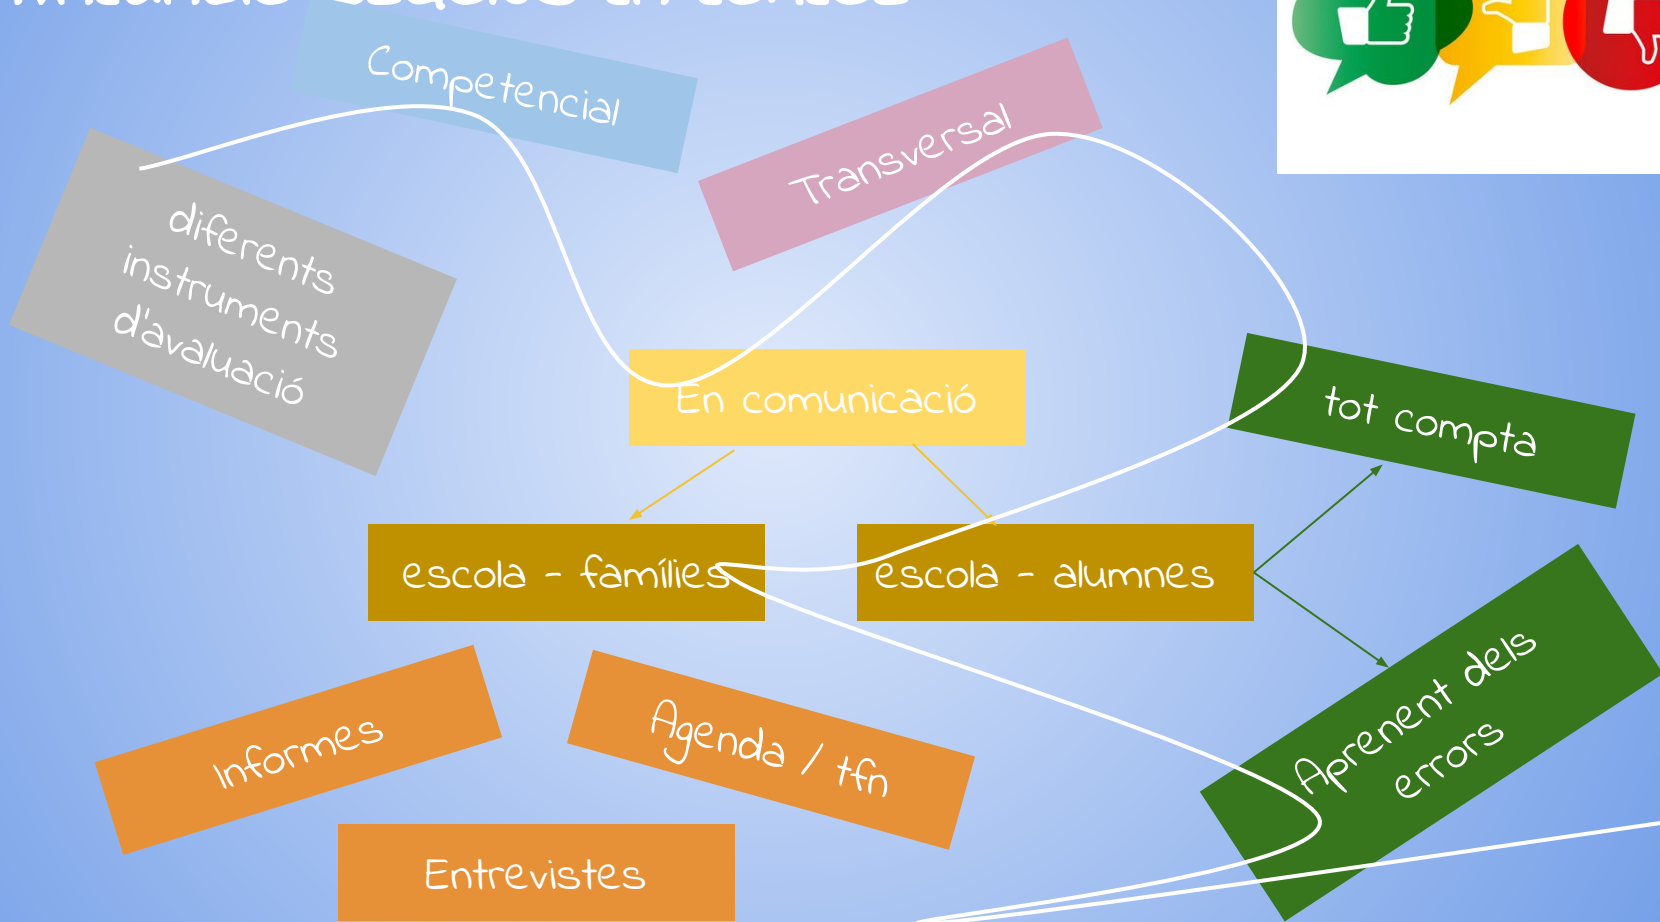 Competencial
Transversal
diferents
instruments
d'avaluació
En comunicació
tot compta
escola - famílies
escola - alumnes
Aprenent dels
errors
Informes
Agenda / tfn
Entrevistes